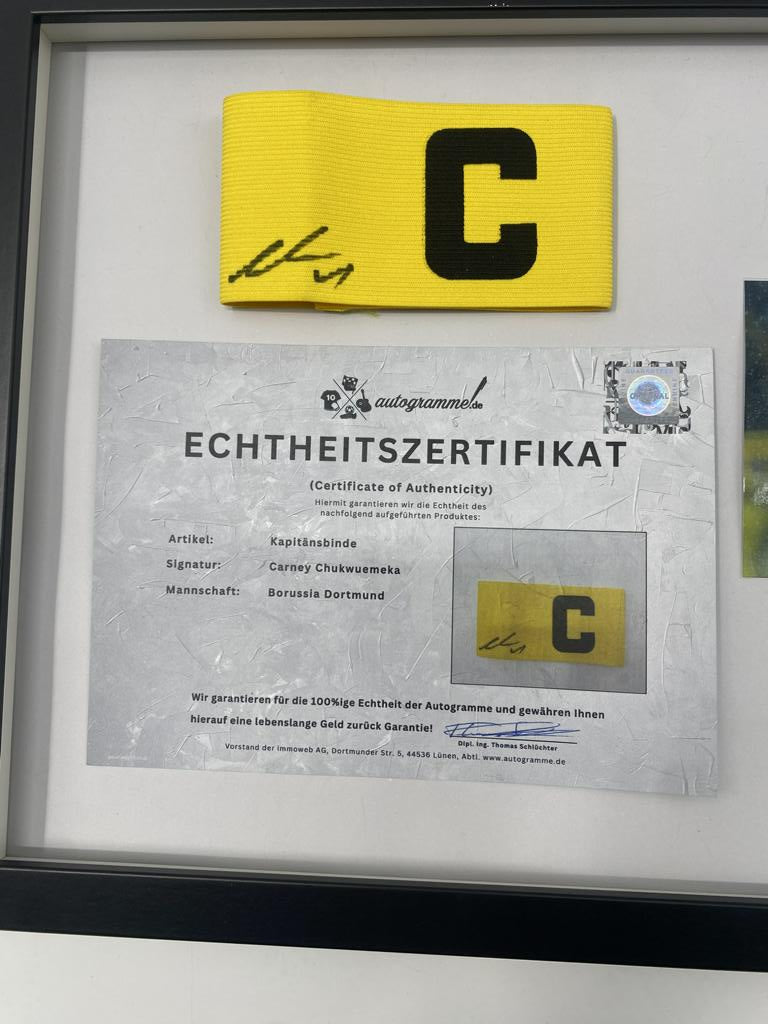 C
10
autogramme.de
ORIGINAL
ECHTHEITSZERTIFIKAT
(Certificate of Authenticity)
Hiermit garantieren wir die Echtheit des
nachfolgend aufgeführten Produktes:
Artikel: Kapitänsbinde
Signatur: Carney Chukwuemeka
Mannschaft: Borussia Dortmund
C
Wir garantieren für die 100%ige Echtheit der Autogramme und gewähren Ihnen
hierauf eine lebenslange Geld zurück Garantie!
Dipl. Ing. Thomas Schlüchter
Vorstand der immoweb AG, Dortmunder Str. 5, 44536 Lünen, Abtl. www.autogramme.de